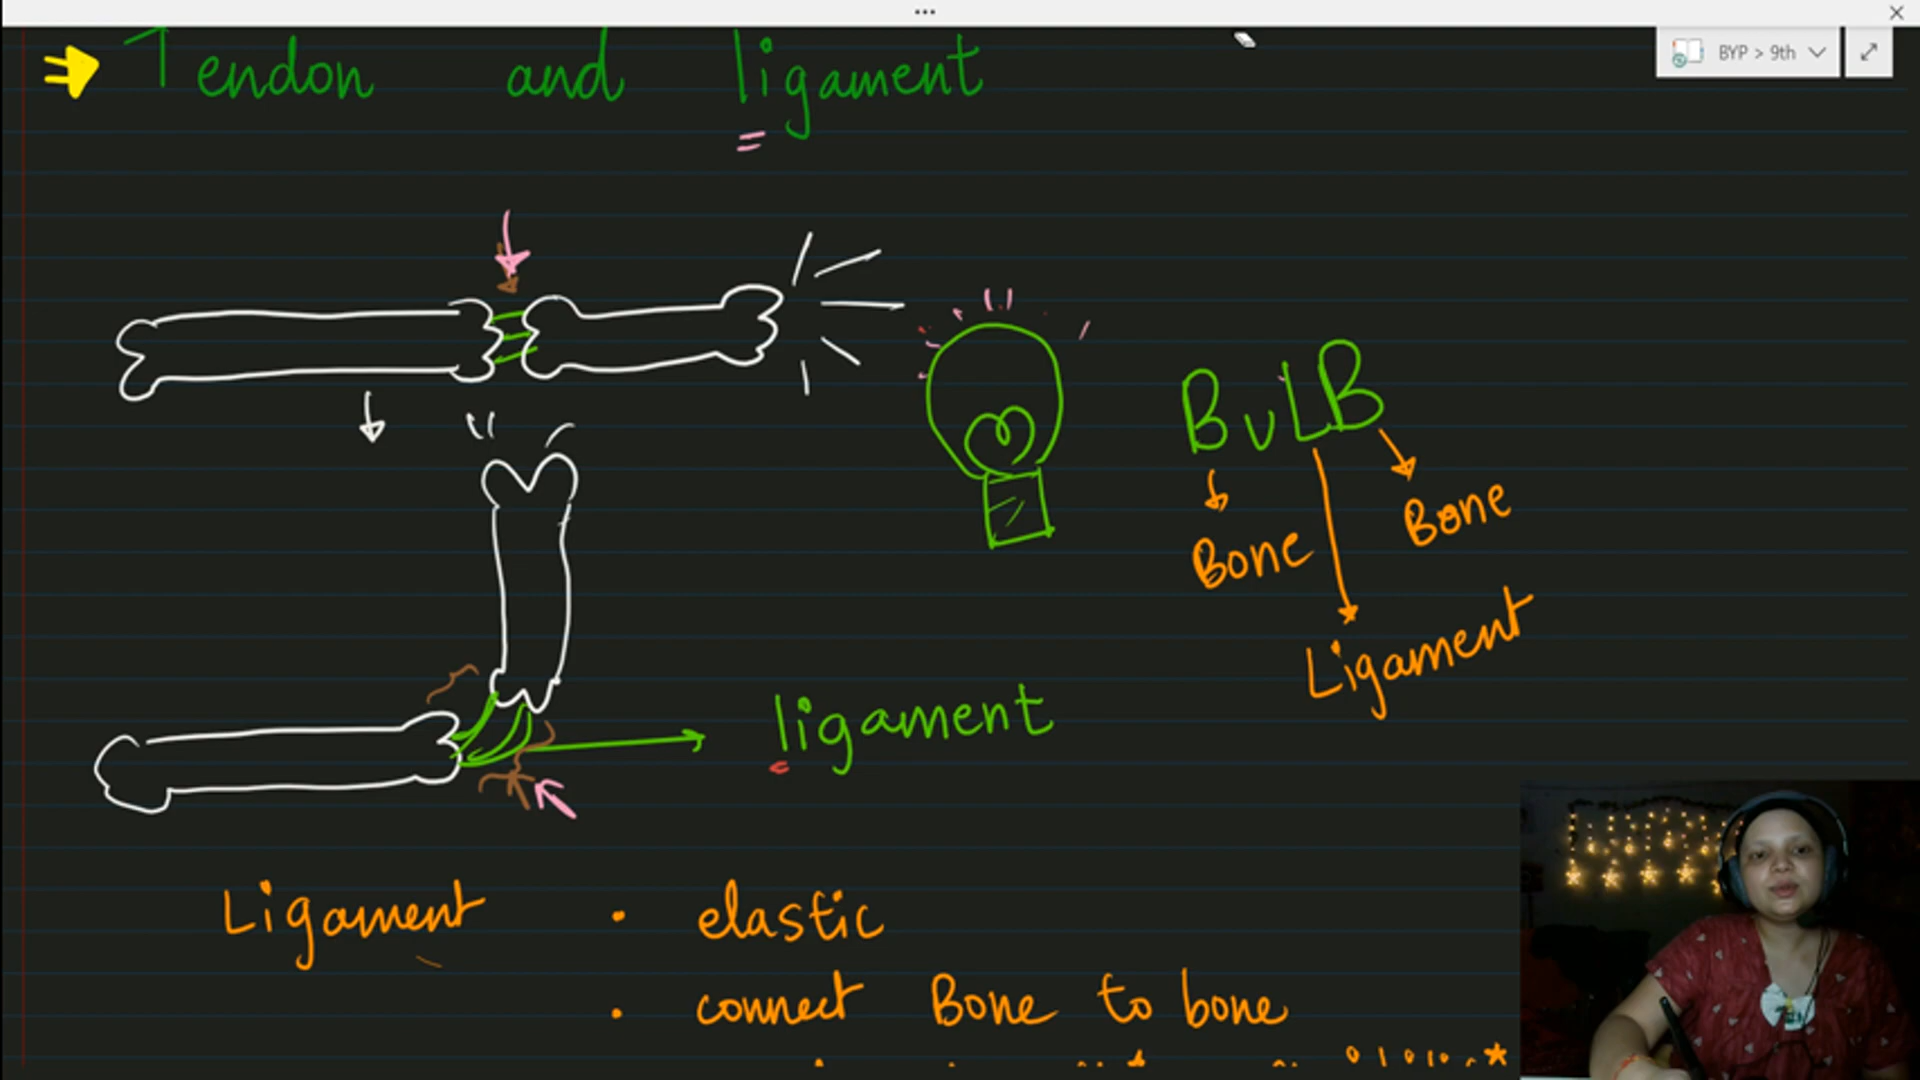 BYP > 9th
Tendon and ligament
BuLB
Bone
Bone
Ligament
ligament
Ligament • elastic
• connect Bone to bone